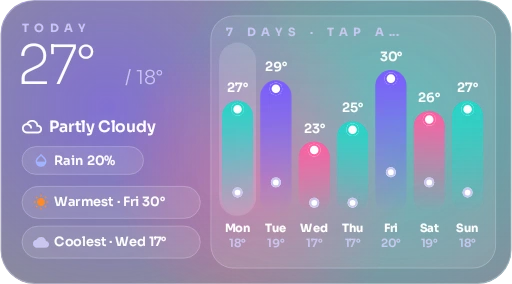 TODAY
27° / 18°
Partly Cloudy
Rain 20%
Warmest · Fri 30°
Coolest · Wed 17°
7 DAYS · TAP A…
27° 29° 23° 25° 30° 26° 27°
Mon Tue Wed Thu Fri Sat Sun
18° 19° 17° 17° 20° 19° 18°